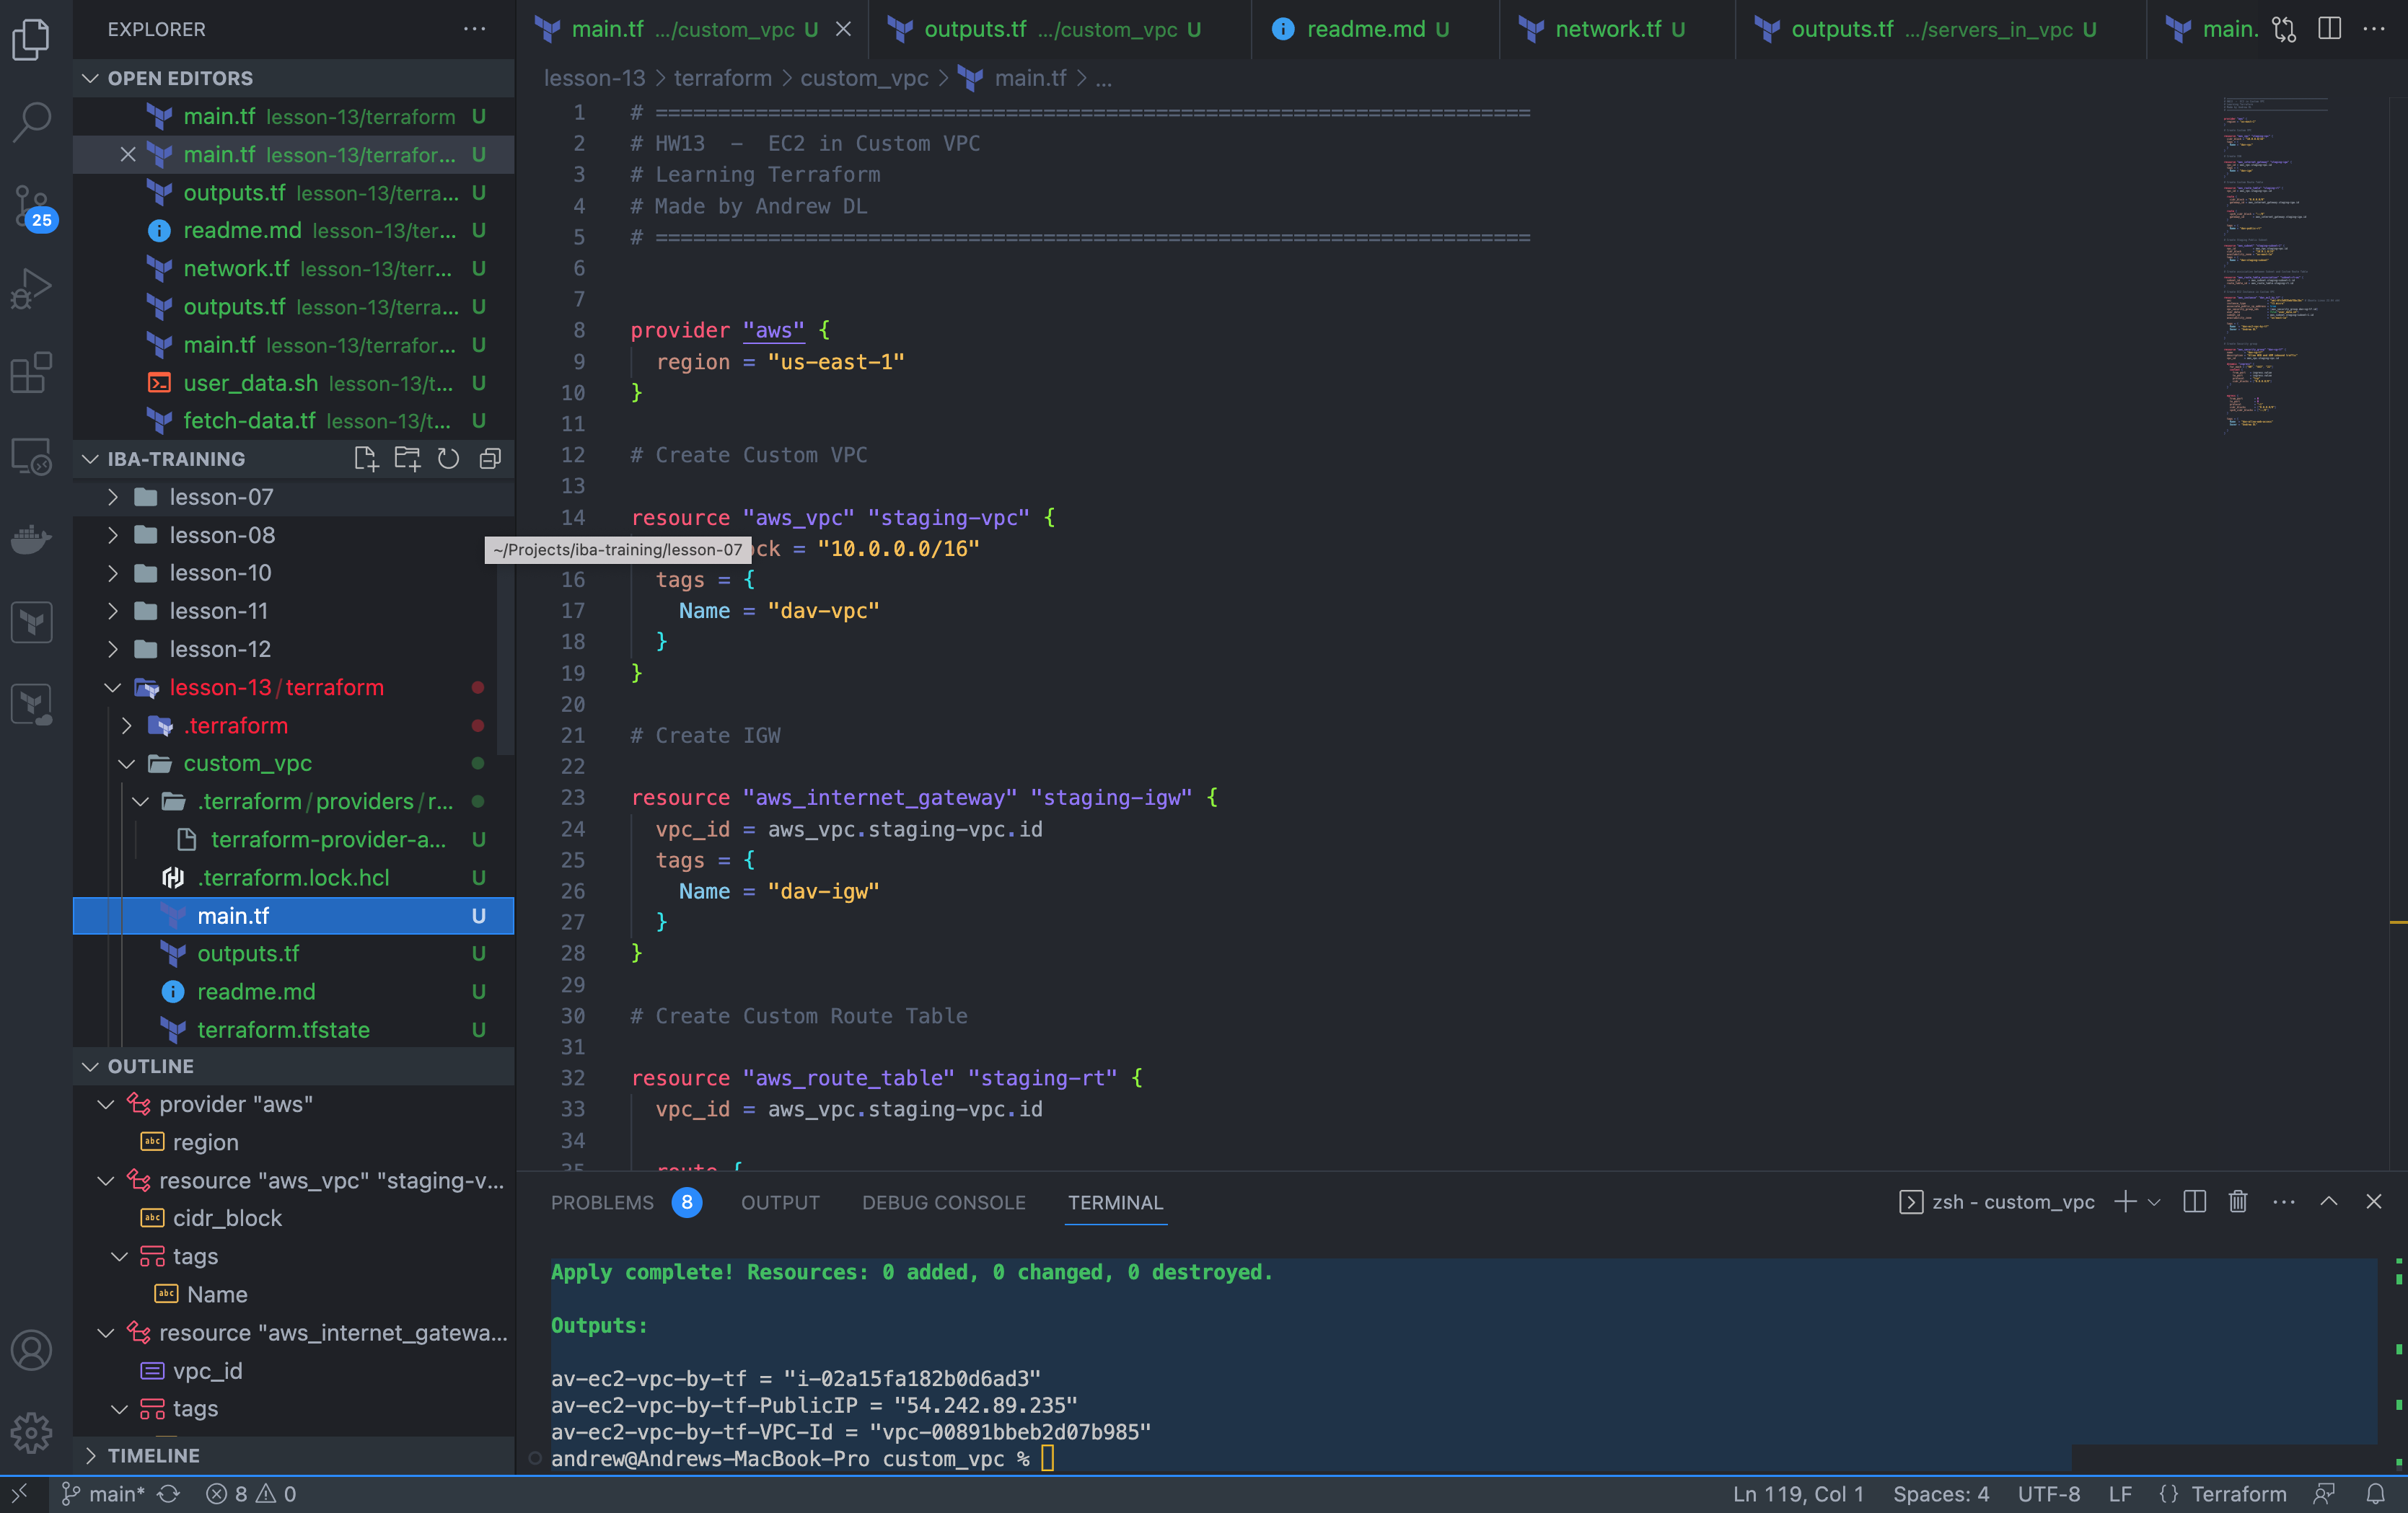 EXPLORER
OPEN EDITORS
main.tf lesson-13/terraform U
main.tf lesson-13/terrafor... U
outputs.tf lesson-13/terra... U
readme.md lesson-13/ter... U
network.tf lesson-13/terr... U
outputs.tf lesson-13/terra... U
main.tf lesson-13/terrafor... U
user_data.sh lesson-13/t... U
fetch-data.tf lesson-13/t... U
IBA-TRAINING
lesson-07
lesson-08
lesson-10
lesson-11
lesson-12
lesson-13/terraform
.terraform
custom_vpc
.terraform/providers/r...
terraform-provider-a... U
.terraform.lock.hcl U
main.tf U
outputs.tf U
readme.md U
terraform.tfstate U
OUTLINE
provider "aws"
region
resource "aws_vpc" "staging-v...
cidr_block
tags
Name
resource "aws_internet_gatewa...
vpc_id
tags
TIMELINE
25
~/Projects/iba-training/lesson-07
main.tf .../custom_vpc U
outputs.tf .../custom_vpc U
readme.md U
network.tf U
outputs.tf .../servers_in_vpc U
main.
lesson-13 > terraform > custom_vpc > main.tf > ...
1 # ======================================================================
2 # HW13  -  EC2 in Custom VPC
3 # Learning Terraform
4 # Made by Andrew DL
5 # ======================================================================
6
7
8 provider "aws" {
9 region = "us-east-1"
10 }
11
12 # Create Custom VPC
13
14 resource "aws_vpc" "staging-vpc" {
ock = "10.0.0.0/16"
16 tags = {
17 Name = "dav-vpc"
18 }
19 }
20
21 # Create IGW
22
23 resource "aws_internet_gateway" "staging-igw" {
24 vpc_id = aws_vpc.staging-vpc.id
25 tags = {
26 Name = "dav-igw"
27 }
28 }
29
30 # Create Custom Route Table
31
32 resource "aws_route_table" "staging-rt" {
33 vpc_id = aws_vpc.staging-vpc.id
34
35 route {
PROBLEMS 8 OUTPUT DEBUG CONSOLE TERMINAL
zsh - custom_vpc
Apply complete! Resources: 0 added, 0 changed, 0 destroyed.
Outputs:
av-ec2-vpc-by-tf = "i-02a15fa182b0d6ad3"
av-ec2-vpc-by-tf-PublicIP = "54.242.89.235"
av-ec2-vpc-by-tf-VPC-Id = "vpc-00891bbeb2d07b985"
andrew@Andrews-MacBook-Pro custom_vpc %
main* 8 0
Ln 119, Col 1 Spaces: 4 UTF-8 LF {} Terraform